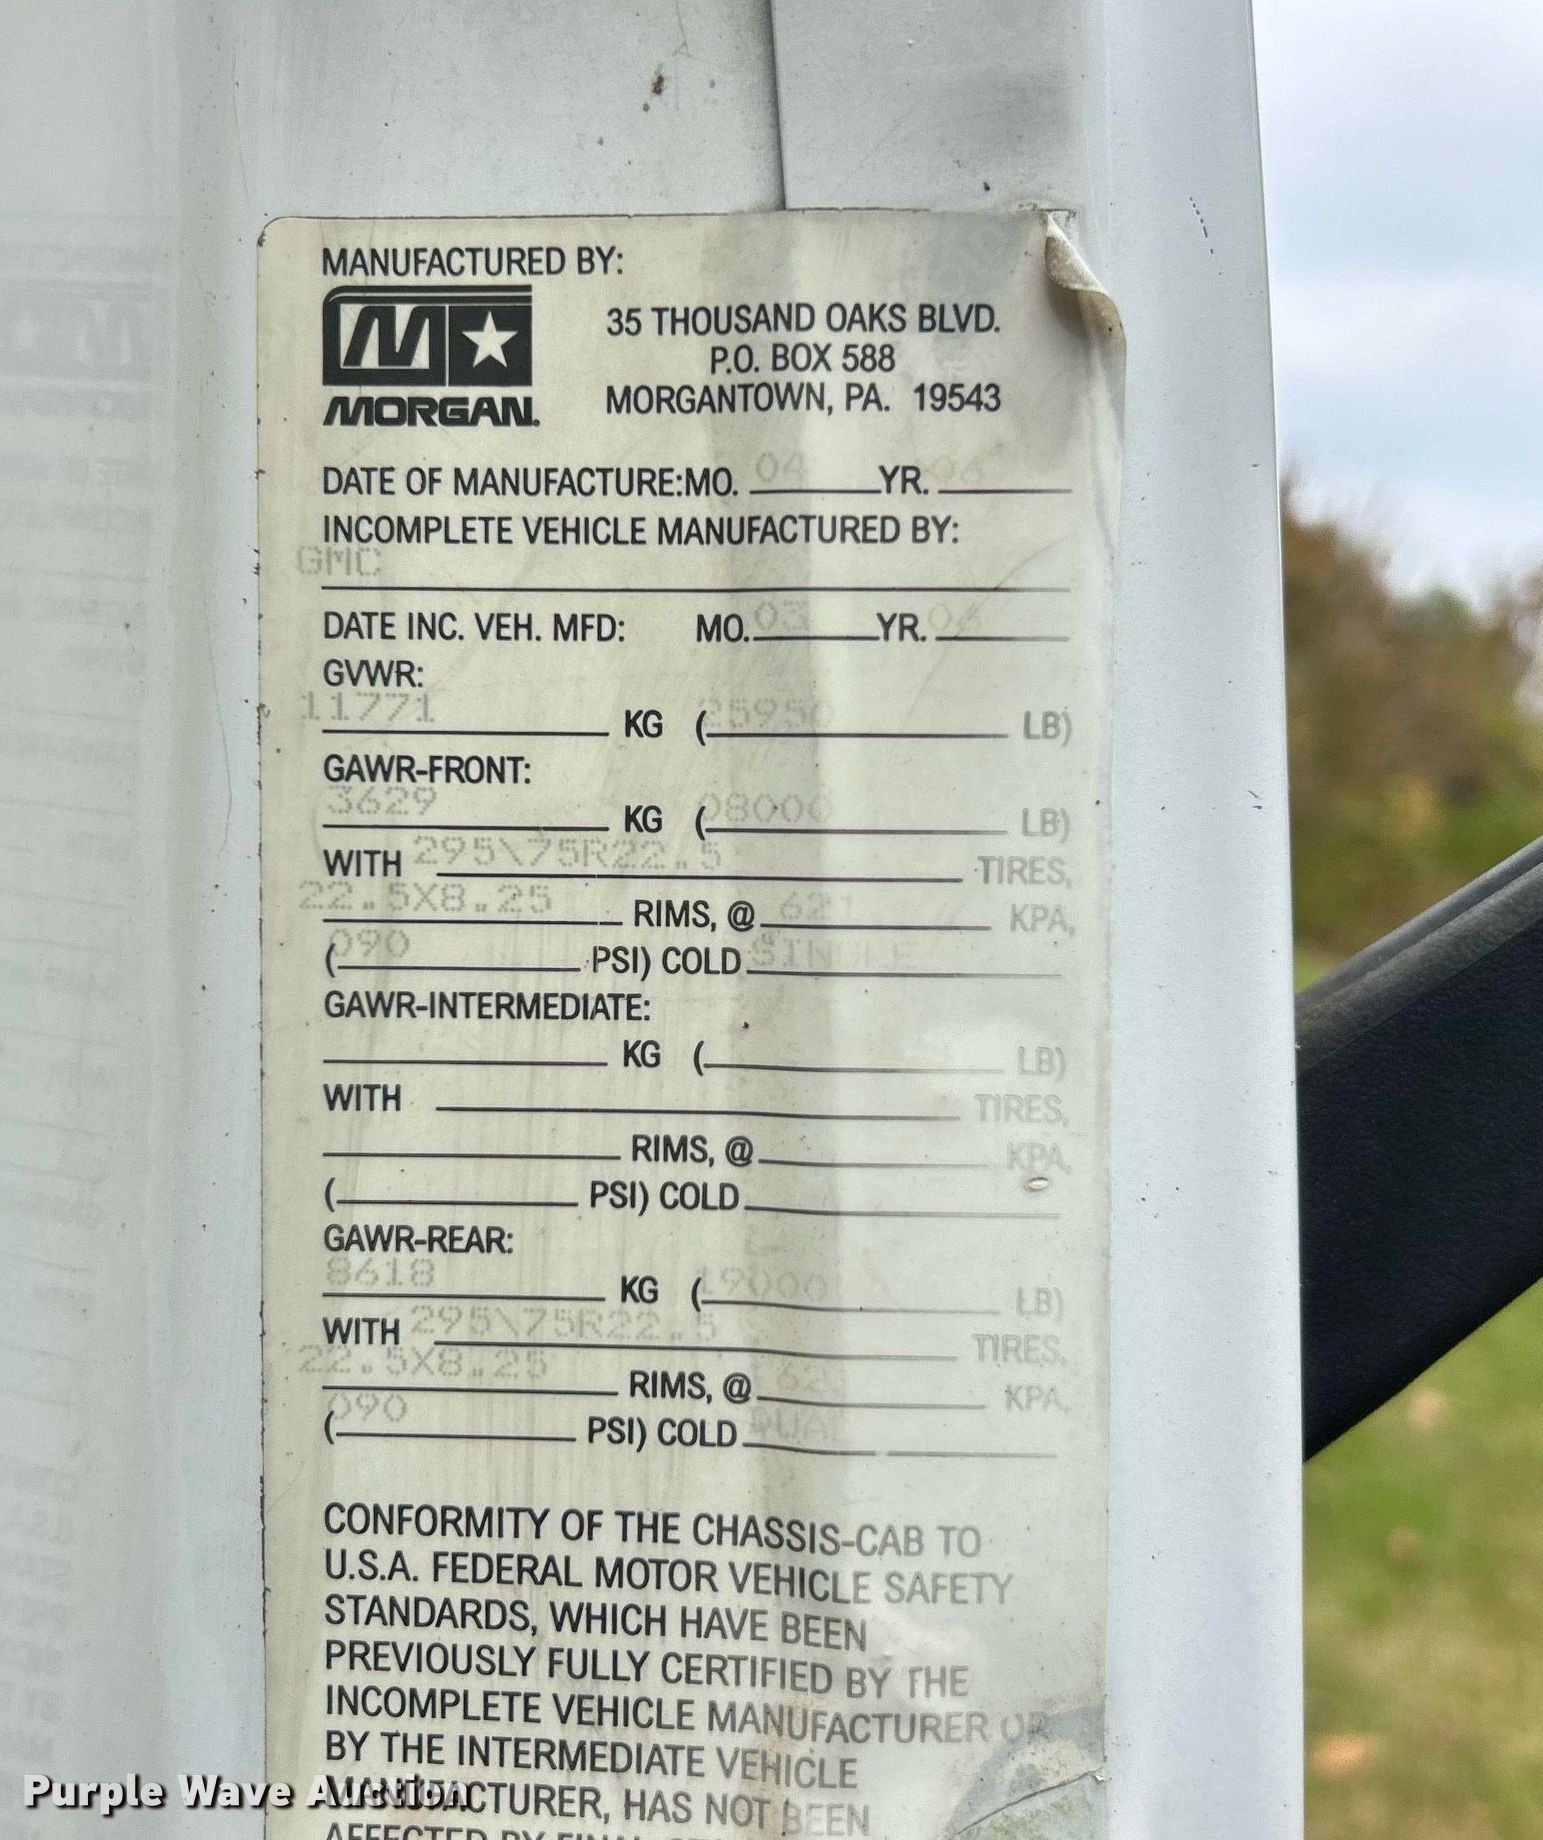 MANUFACTURED BY:
MORGAN.
35 THOUSAND OAKS BLVD.
P.O. BOX 588
MORGANTOWN, PA. 19543
DATE OF MANUFACTURE:MO. 04 YR. 06
INCOMPLETE VEHICLE MANUFACTURED BY:
GMC
DATE INC. VEH. MFD: MO. 03 YR. 06
GVWR:
11771 KG (25950 LB)
GAWR-FRONT:
3629 KG (08000 LB)
WITH 295\75R22.5 TIRES,
22.5X8.25 RIMS, @ 621 KPA,
(090 PSI) COLD SINGLE
GAWR-INTERMEDIATE:
KG ( LB)
WITH TIRES,
RIMS, @ KPA,
( PSI) COLD
GAWR-REAR:
8618 KG (19000 LB)
WITH 295\75R22.5 TIRES,
22.5X8.25 RIMS, @ KPA,
(090 PSI) COLD
CONFORMITY OF THE CHASSIS-CAB TO
U.S.A. FEDERAL MOTOR VEHICLE SAFETY
STANDARDS, WHICH HAVE BEEN
PREVIOUSLY FULLY CERTIFIED BY THE
INCOMPLETE VEHICLE MANUFACTURER OR
BY THE INTERMEDIATE VEHICLE
MANUFACTURER, HAS NOT BEEN
AFFECTED BY FINAL
Purple Wave Auction